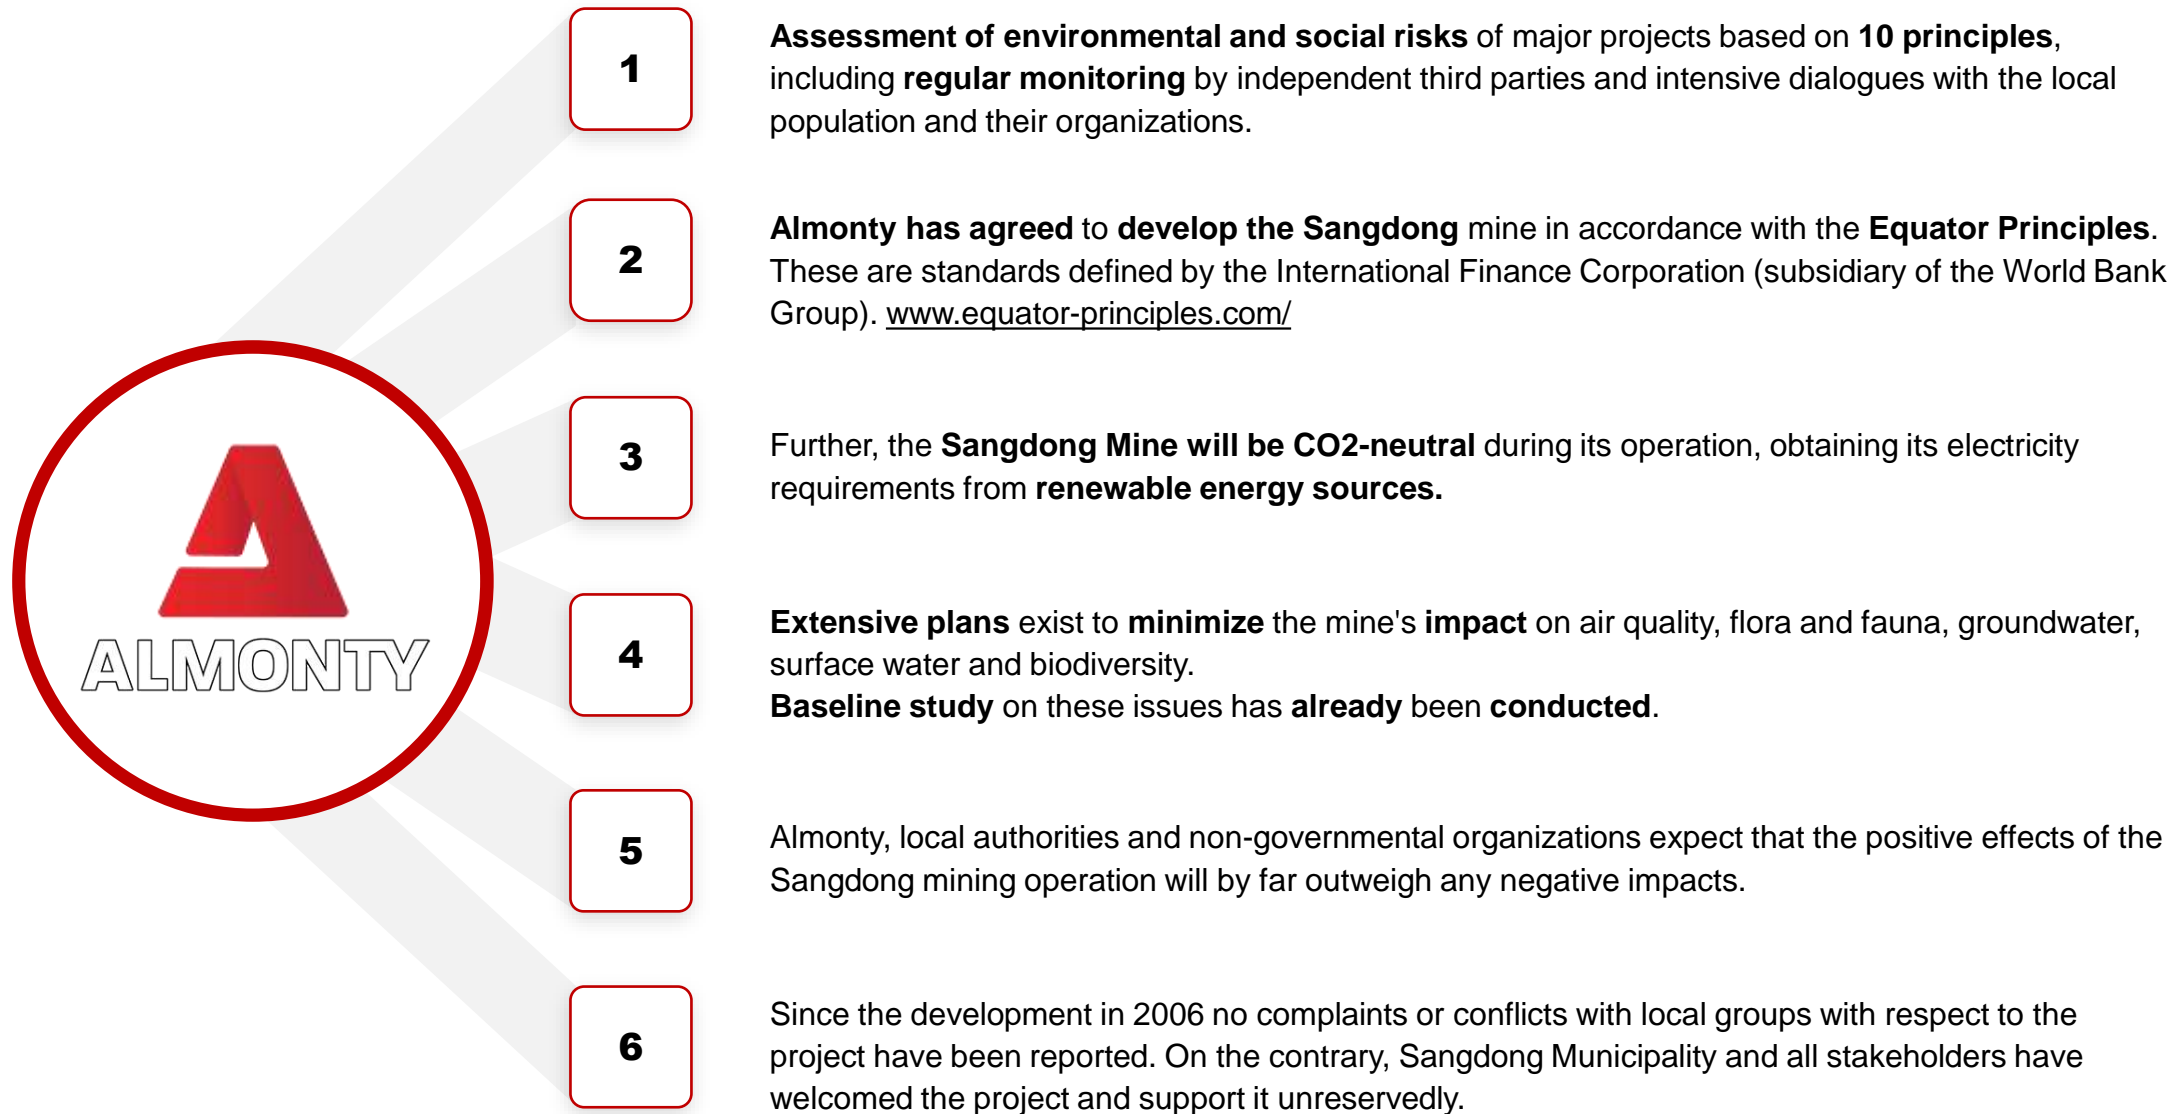 1
Assessment of environmental and social risks of major projects based on 10 principles,
including regular monitoring by independent third parties and intensive dialogues with the local
population and their organizations.
2
Almonty has agreed to develop the Sangdong mine in accordance with the Equator Principles.
These are standards defined by the International Finance Corporation (subsidiary of the World Bank
Group). www.equator-principles.com/
3
Further, the Sangdong Mine will be CO2-neutral during its operation, obtaining its electricity
requirements from renewable energy sources.
ALMONTY
4
Extensive plans exist to minimize the mine's impact on air quality, flora and fauna, groundwater,
surface water and biodiversity.
Baseline study on these issues has already been conducted.
5
Almonty, local authorities and non-governmental organizations expect that the positive effects of the
Sangdong mining operation will by far outweigh any negative impacts.
6
Since the development in 2006 no complaints or conflicts with local groups with respect to the
project have been reported. On the contrary, Sangdong Municipality and all stakeholders have
welcomed the project and support it unreservedly.